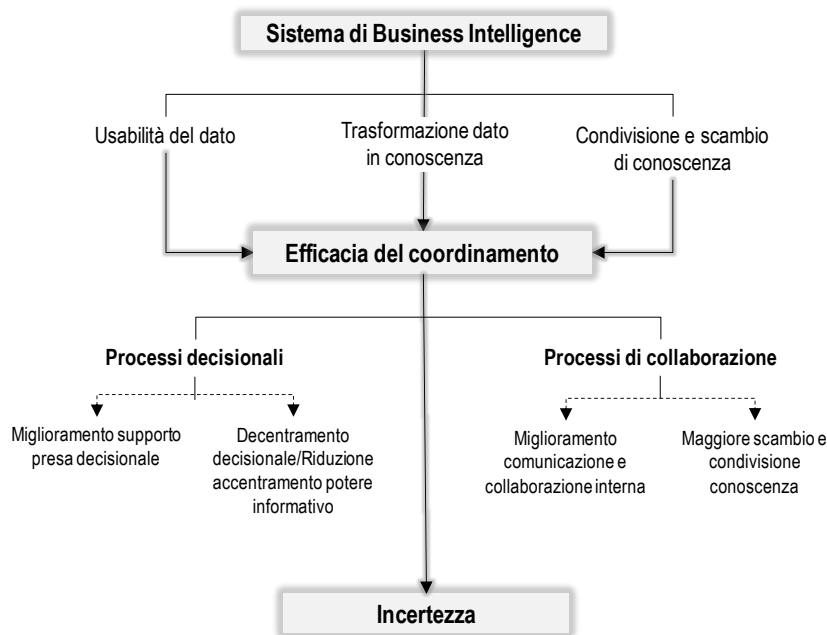 Sistema di Business Intelligence
Usabilità del dato
Trasformazione dato
in conoscenza
Condivisione e scambio
di conoscenza
Efficacia del coordinamento
Processi decisionali
Processi di collaborazione
Miglioramento supporto
presa decisionale
Decentramento
decisionale/Riduzione
accentramento potere
informativo
Miglioramento
comunicazione e
collaborazione interna
Maggiore scambio e
condivisione
conoscenza
Incertezza